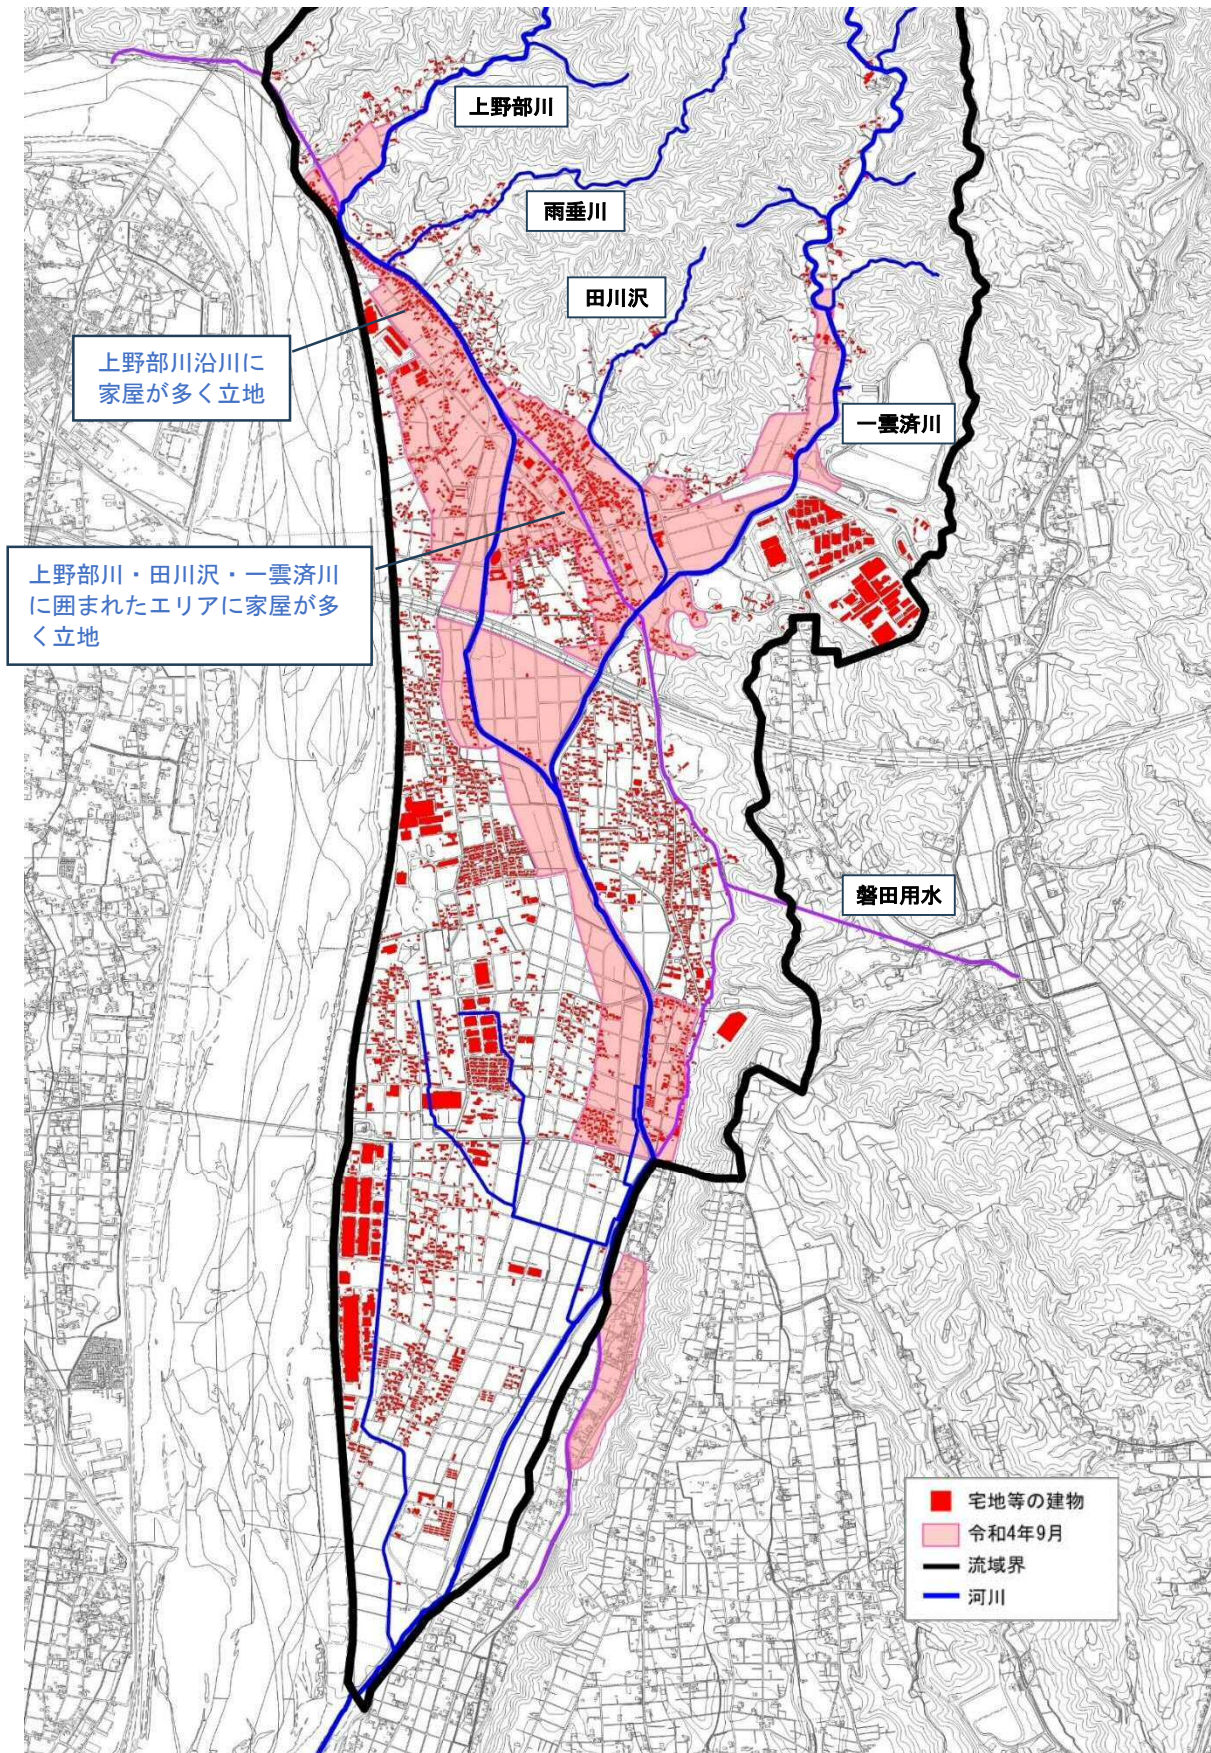 上野部川
雨垂川
田川沢
上野部川沿川に
家屋が多く立地
一雲済川
上野部川・田川沢・一雲済川
に囲まれたエリアに家屋が多
く立地
磐田用水
宅地等の建物
令和4年9月
流域界
河川